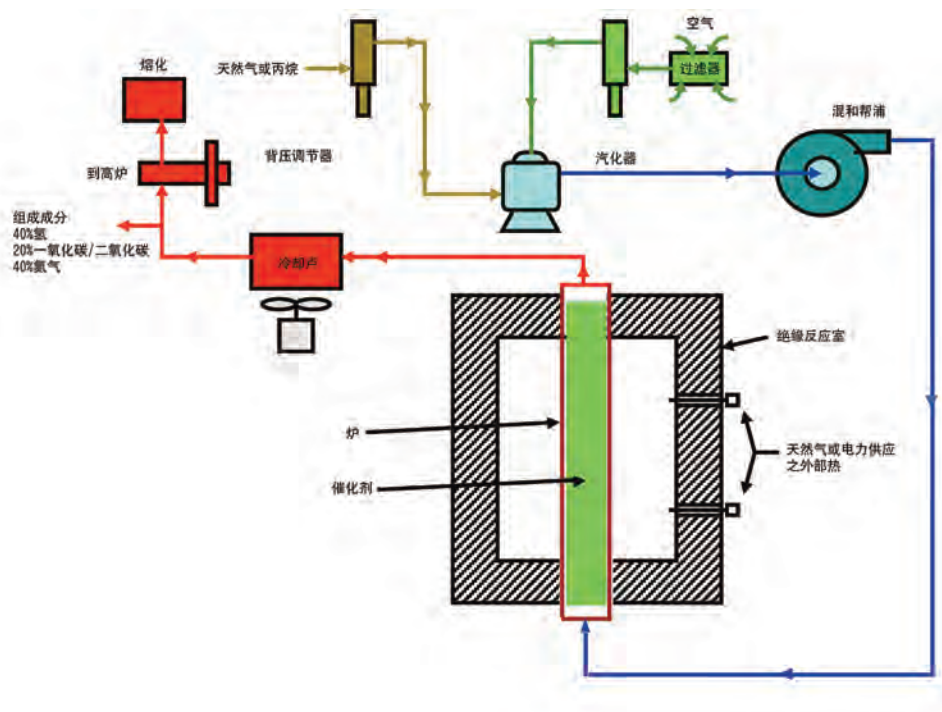 空气
天然气或丙烷
过滤器
熔化
混和帮浦
背压调节器
汽化器
到高炉
组成成分
40%氢
20%一氧化碳/二氧化碳
40%氮气
冷却卢
绝缘反应室
炉
天然气或电力供应
之外部热
催化剂